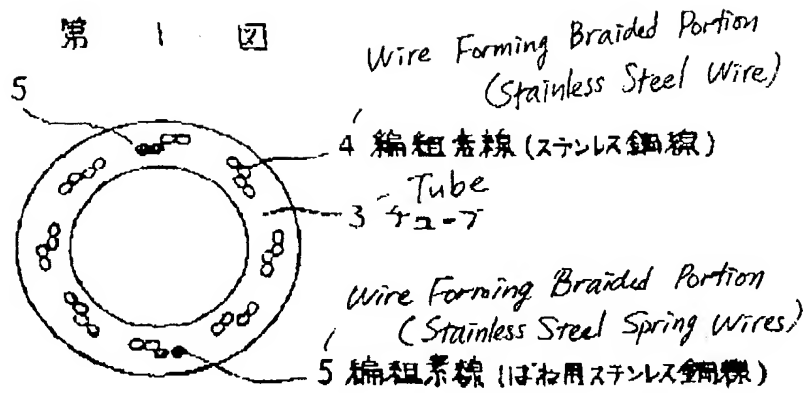 第 1 図
Wire Forming Braided Portion
(Stainless Steel Wire)
5
4 編組素線(ステンレス鋼線)
Tube
3 チューブ
Wire Forming Braided Portion
(Stainless Steel Spring Wires)
5 編組素線(ばね用ステンレス鋼線)